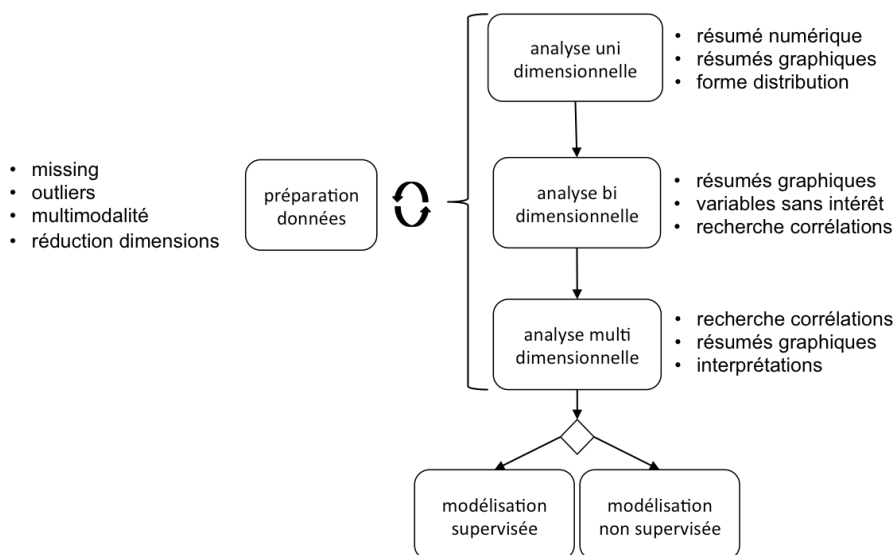 analyse uni
dimensionnelle
• résumé numérique
• résumés graphiques
• forme distribution
• missing
• outliers
• multimodalité
• réduction dimensions
préparation
données
analyse bi
dimensionnelle
• résumés graphiques
• variables sans intérêt
• recherche corrélations
analyse multi
dimensionnelle
• recherche corrélations
• résumés graphiques
• interprétations
modélisation
supervisée
modélisation
non supervisée